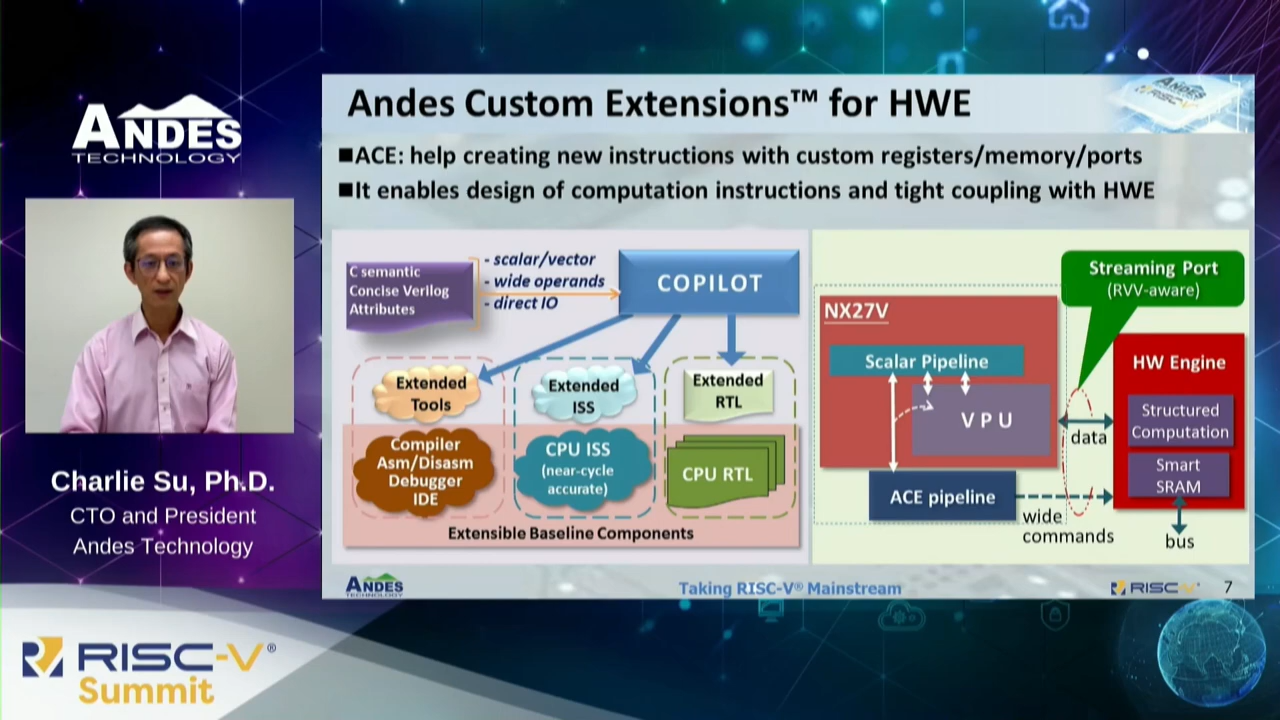 ANDES
TECHNOLOGY
Charlie Su, Ph.D.
CTO and President
Andes Technology
RISC-V®
Summit
Andes Custom Extensions™ for HWE
ANDES
RISC-V
■ACE: help creating new instructions with custom registers/memory/ports
■It enables design of computation instructions and tight coupling with HWE
C semantic
Concise Verilog
Attributes
- scalar/vector
- wide operands
- direct IO
COPILOT
Extended
Tools
Extended
ISS
Extended
RTL
Compiler
Asm/Disasm
Debugger
IDE
CPU ISS
(near-cycle
accurate)
CPU RTL
Extensible Baseline Components
Streaming Port
(RVV-aware)
NX27V
Scalar Pipeline
VPU
ACE pipeline
data
wide
commands
HW Engine
Structured
Computation
Smart
SRAM
bus
ANDES
TECHNOLOGY
Taking RISC-V® Mainstream
RISC-V
7